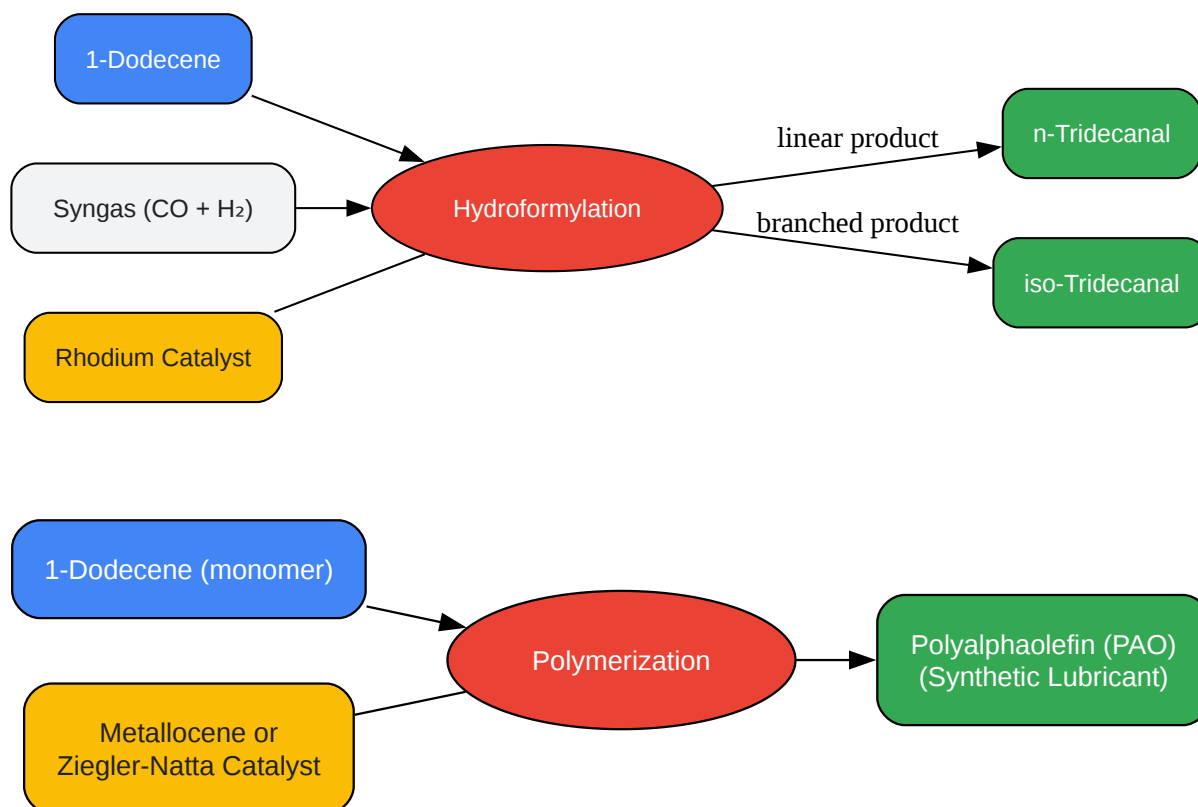 1-Dodecene
Syngas (CO + H₂)
Rhodium Catalyst
Hydroformylation
linear product
branched product
n-Tridecanal
iso-Tridecanal
1-Dodecene (monomer)
Metallocene or
Ziegler-Natta Catalyst
Polymerization
Polyalphaolefin (PAO)
(Synthetic Lubricant)